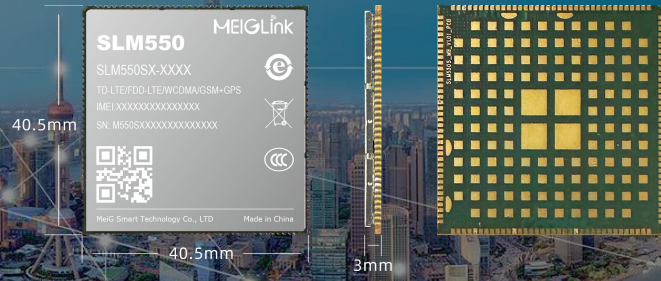 MEIGLink
SLM550
SLM550SX-XXXX
TD-LTE/FDD-LTE/WCDMA/GSM+GPS
IMEI:XXXXXXXXXXXXXXX
SN: M550SXXXXXXXXXXXXXX
MeiG Smart Technology Co., LTD
Made in China
40.5mm
40.5mm
3mm